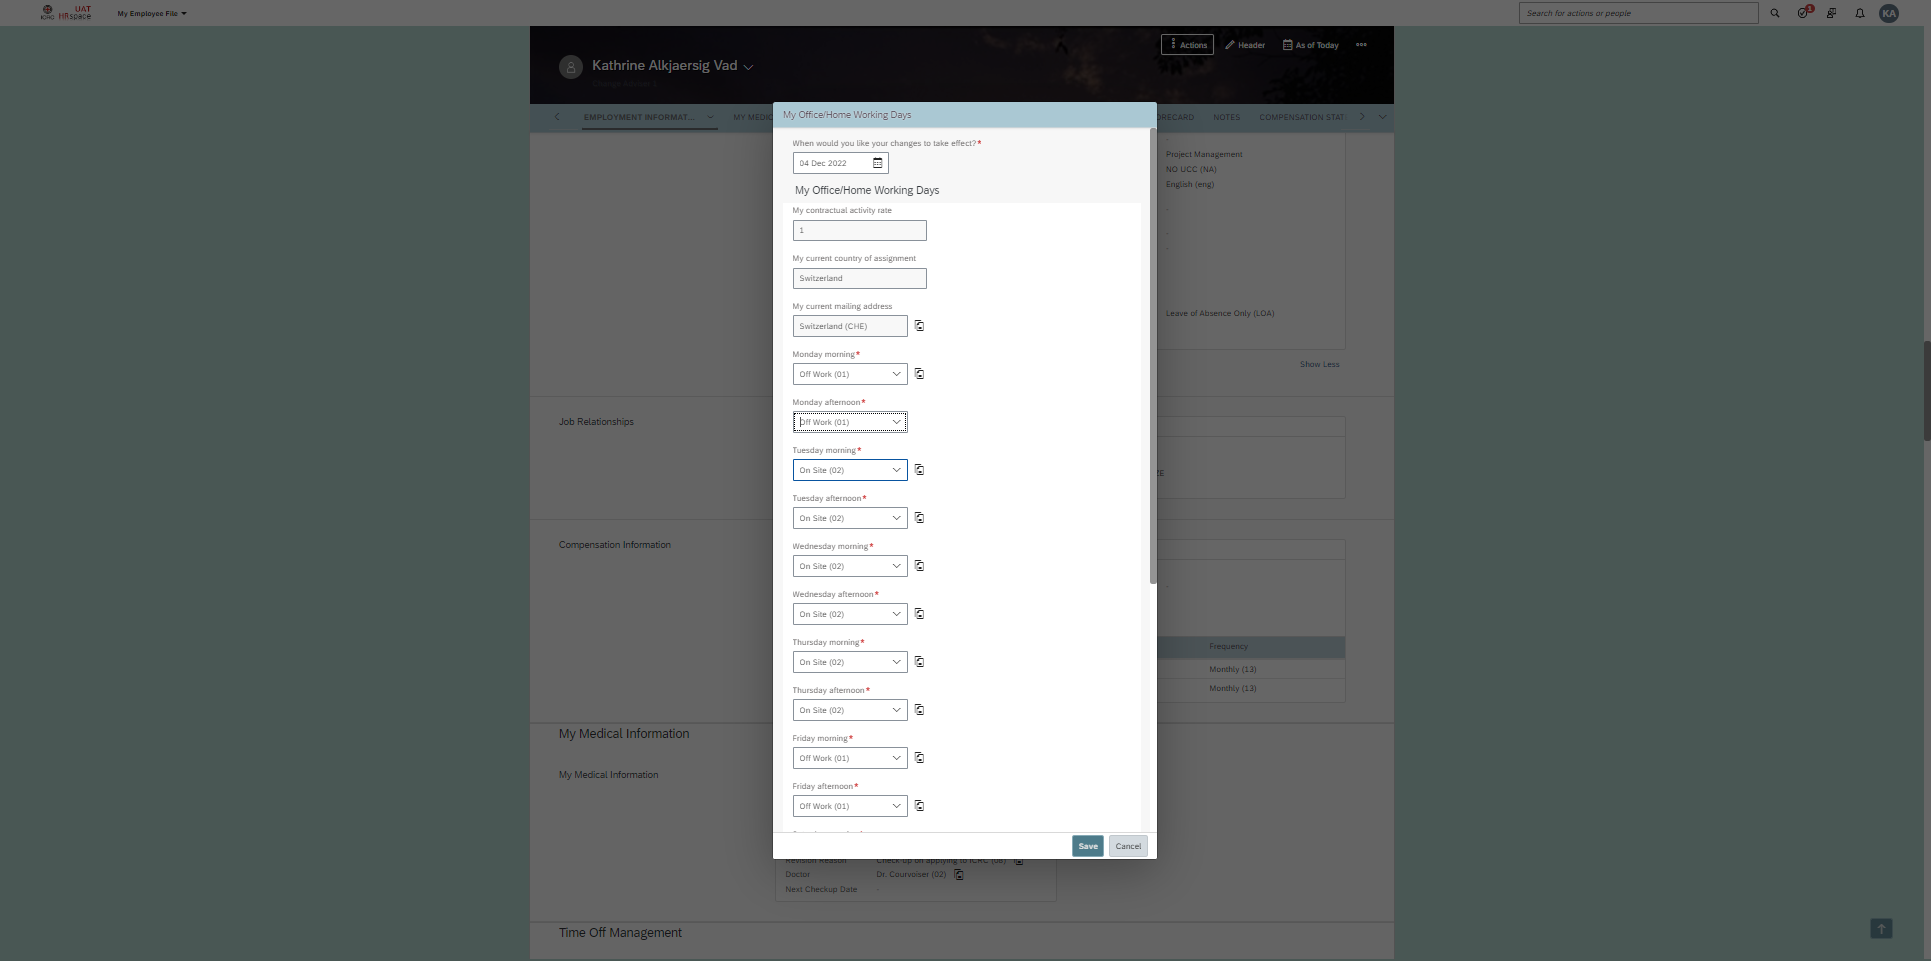 UAT
ICRC HRspace
My Employee File
Search for actions or people
1
KA
Actions
Header
As of Today
Kathrine Alkjaersig Vad
EMPLOYMENT INFORMAT...
MY MEDIC
ORECARD
NOTES
COMPENSATION STAT
My Office/Home Working Days
When would you like your changes to take effect?*
04 Dec 2022
My Office/Home Working Days
My contractual activity rate
1
My current country of assignment
Switzerland
My current mailing address
Switzerland (CHE)
Monday morning*
Off Work (01)
Monday afternoon*
Off Work (01)
Tuesday morning*
On Site (02)
Tuesday afternoon*
On Site (02)
Wednesday morning*
On Site (02)
Wednesday afternoon*
On Site (02)
Thursday morning*
On Site (02)
Thursday afternoon*
On Site (02)
Friday morning*
Off Work (01)
Friday afternoon*
Off Work (01)
Save
Cancel
Project Management
NO UCC (NA)
English (eng)
Leave of Absence Only (LOA)
Show Less
Job Relationships
ZE
Compensation Information
Frequency
Monthly (13)
Monthly (13)
My Medical Information
My Medical Information
Revision Reason Check up on applying to ICRC (06)
Doctor Dr. Courvoiser (02)
Next Checkup Date -
Time Off Management